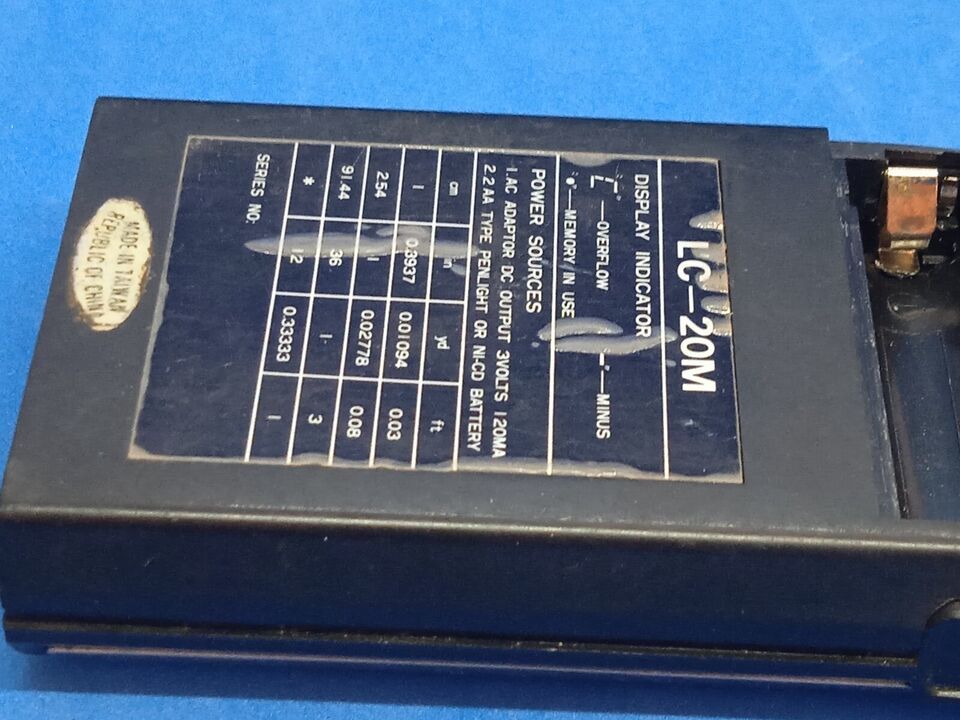 LC-20M
DISPLAY INDICATOR
"⊏"—OVERFLOW "–"—MINUS
"•"—MEMORY IN USE
POWER SOURCES
1.AC ADAPTOR DC OUTPUT 3VOLTS 120MA
2.2AA TYPE PENLIGHT OR NI-CD BATTERY
cm in yd ft
1 0.3937 0.01094 0.03
2.54 1 0.02778 0.08
91.44 36 1 3
* 12 0.33333 1
SERIES NO:
MADE IN TAIWAN
REPUBLIC OF CHINA